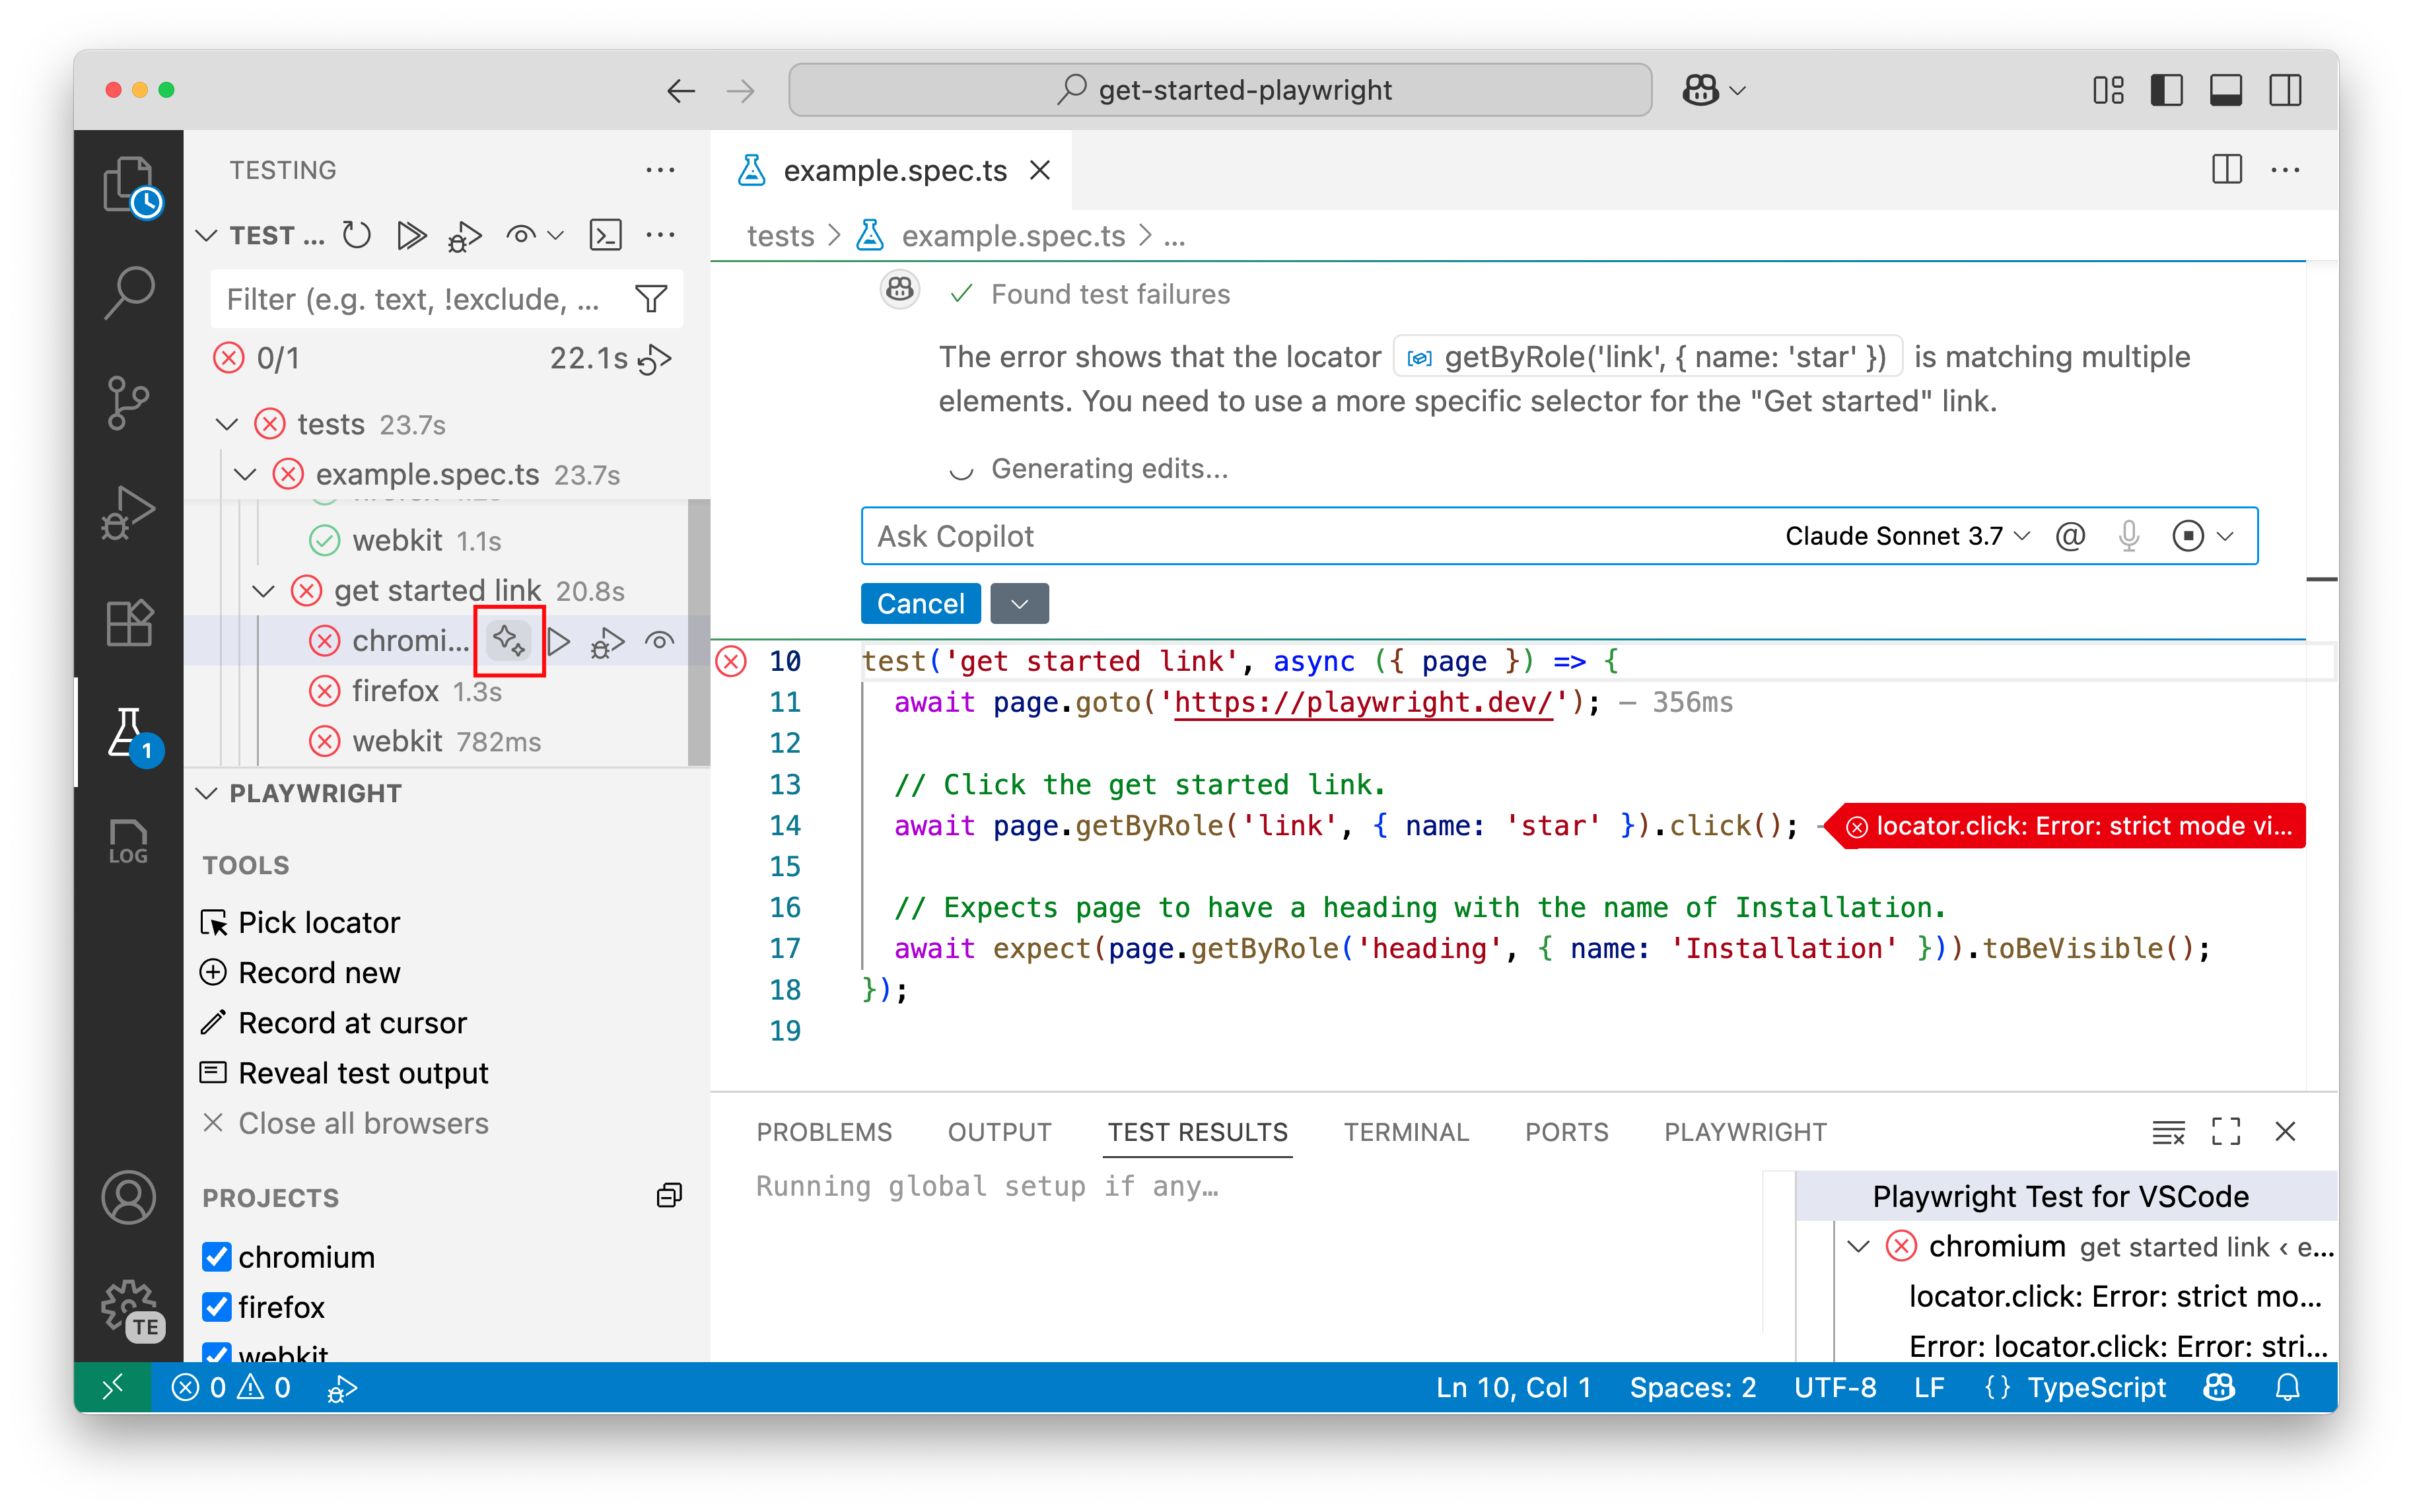 get-started-playwright
TESTING
TEST ...
Filter (e.g. text, !exclude, ...
0/1 22.1s
tests 23.7s
example.spec.ts 23.7s
webkit 1.1s
get started link 20.8s
chromi...
firefox 1.3s
webkit 782ms
1
LOG
PLAYWRIGHT
TOOLS
Pick locator
Record new
Record at cursor
Reveal test output
Close all browsers
PROJECTS
chromium
firefox
webkit
TE
example.spec.ts
tests > example.spec.ts > ...
Found test failures
The error shows that the locator getByRole('link', { name: 'star' }) is matching multiple
elements. You need to use a more specific selector for the "Get started" link.
Generating edits...
Ask Copilot Claude Sonnet 3.7 @
Cancel
10 test('get started link', async ({ page }) => {
11 await page.goto('https://playwright.dev/'); — 356ms
12
13 // Click the get started link.
14 await page.getByRole('link', { name: 'star' }).click(); — locator.click: Error: strict mode vi...
15
16 // Expects page to have a heading with the name of Installation.
17 await expect(page.getByRole('heading', { name: 'Installation' })).toBeVisible();
18 });
19
PROBLEMS OUTPUT TEST RESULTS TERMINAL PORTS PLAYWRIGHT
Running global setup if any…
Playwright Test for VSCode
chromium get started link ‹ e...
locator.click: Error: strict mo...
Error: locator.click: Error: stri...
0 0
Ln 10, Col 1 Spaces: 2 UTF-8 LF {} TypeScript